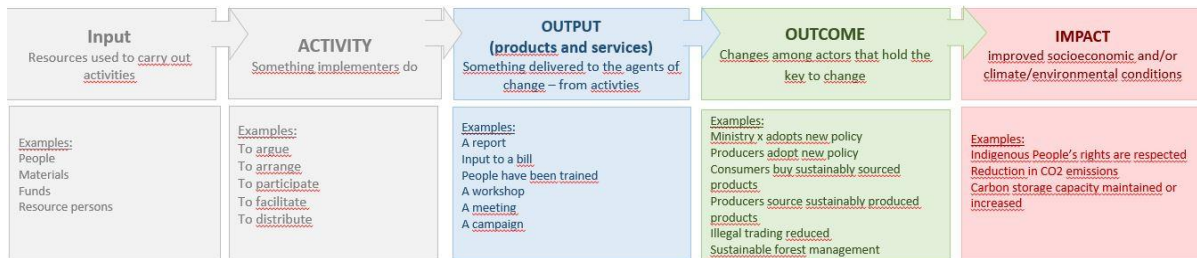 Input
Resources used to carry out
activities
ACTIVITY
Something implementers do
OUTPUT
(products and services)
Something delivered to the agents of
change – from activties
OUTCOME
Changes among actors that hold the
key to change
IMPACT
improved socioeconomic and/or
climate/environmental conditions
Examples:
People
Materials
Funds
Resource persons
Examples:
To argue
To arrange
To participate
To facilitate
To distribute
Examples:
A report
Input to a bill
People have been trained
A workshop
A meeting
A campaign
Examples:
Ministry x adopts new policy
Producers adopt new policy
Consumers buy sustainably sourced
products
Producers source sustainably produced
products
Illegal trading reduced
Sustainable forest management
Examples:
Indigenous People's rights are respected
Reduction in CO2 emissions
Carbon storage capacity maintained or
increased